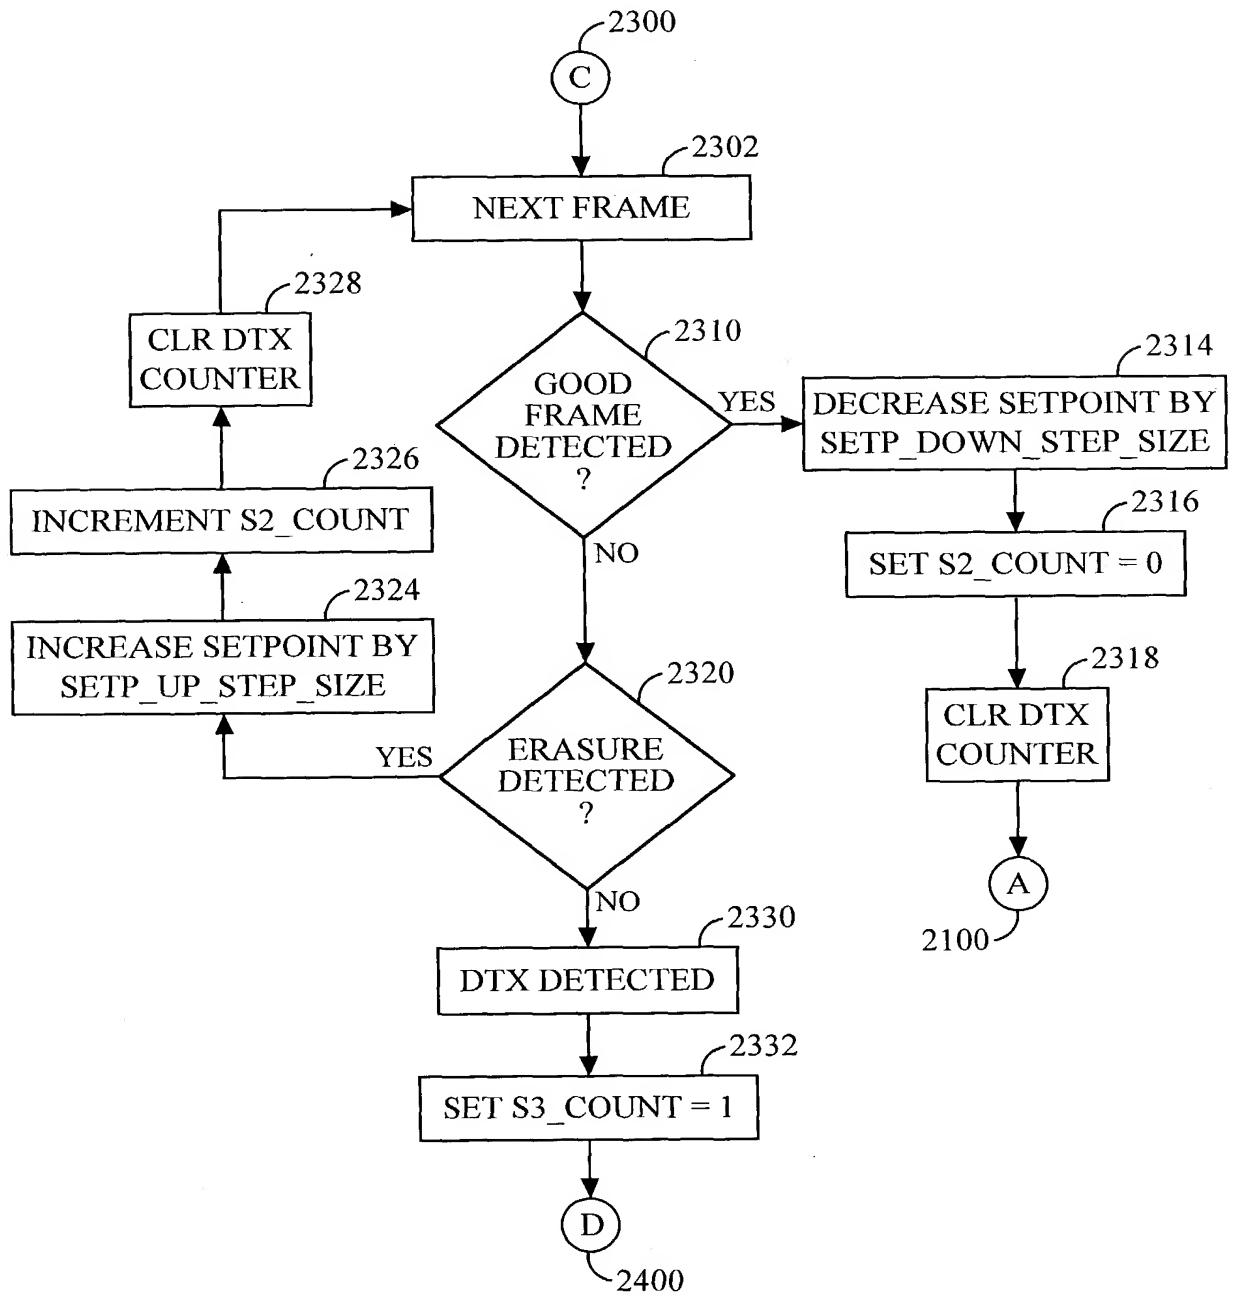 2300
C
2302
NEXT FRAME
2328
CLR DTX
COUNTER
2310
GOOD
FRAME
DETECTED
?
YES
2314
DECREASE SETPOINT BY
SETP_DOWN_STEP_SIZE
2326
INCREMENT S2_COUNT
NO
2316
SET S2_COUNT = 0
2324
INCREASE SETPOINT BY
SETP_UP_STEP_SIZE
2320
ERASURE
DETECTED
?
YES
2318
CLR DTX
COUNTER
NO
A
2100
2330
DTX DETECTED
2332
SET S3_COUNT = 1
D
2400